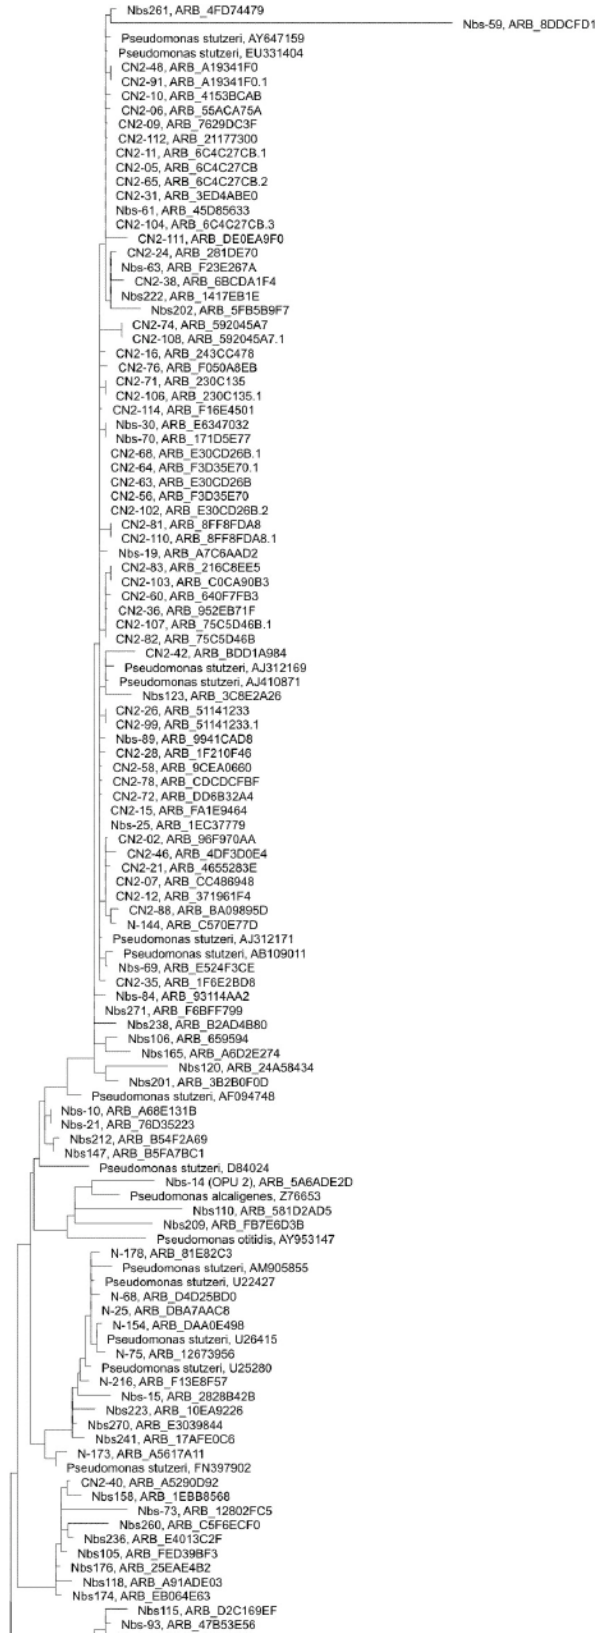 Nbs261, ARB_4FD74479
Nbs-59, ARB_8DDCFD1
Pseudomonas stutzeri, AY647159
Pseudomonas stutzeri, EU331404
CN2-48, ARB_A19341F0
CN2-91, ARB_A19341F0.1
CN2-10, ARB_4153BCAB
CN2-06, ARB_55ACA75A
CN2-09, ARB_7629DC3F
CN2-112, ARB_21177300
CN2-11, ARB_6C4C27CB.1
CN2-05, ARB_6C4C27CB
CN2-65, ARB_6C4C27CB.2
CN2-31, ARB_3ED4ABE0
Nbs-61, ARB_45D85633
CN2-104, ARB_6C4C27CB.3
CN2-111, ARB_DE0EA9F0
CN2-24, ARB_281DE70
Nbs-63, ARB_F23E267A
CN2-38, ARB_6BCDA1F4
Nbs222, ARB_1417EB1E
Nbs202, ARB_5FB5B9F7
CN2-74, ARB_592045A7
CN2-108, ARB_592045A7.1
CN2-16, ARB_243CC478
CN2-76, ARB_F050A8EB
CN2-71, ARB_230C135
CN2-106, ARB_230C135.1
CN2-114, ARB_F16E4501
Nbs-30, ARB_E6347032
Nbs-70, ARB_171D5E77
CN2-68, ARB_E30CD26B.1
CN2-64, ARB_F3D35E70.1
CN2-63, ARB_E30CD26B
CN2-56, ARB_F3D35E70
CN2-102, ARB_E30CD26B.2
CN2-81, ARB_8FF8FDA8
CN2-110, ARB_8FF8FDA8.1
Nbs-19, ARB_A7C6AAD2
CN2-83, ARB_216C8EE5
CN2-103, ARB_C0CA90B3
CN2-60, ARB_640F7FB3
CN2-36, ARB_952EB71F
CN2-107, ARB_75C5D46B.1
CN2-82, ARB_75C5D46B
CN2-42, ARB_BDD1A984
Pseudomonas stutzeri, AJ312169
Pseudomonas stutzeri, AJ410871
Nbs123, ARB_3C8E2A26
CN2-26, ARB_51141233
CN2-99, ARB_51141233.1
Nbs-89, ARB_9941CAD8
CN2-28, ARB_1F210F46
CN2-58, ARB_9CEA0660
CN2-78, ARB_CDCDCFBF
CN2-72, ARB_DD6B32A4
CN2-15, ARB_FA1E9464
Nbs-25, ARB_1EC37779
CN2-02, ARB_96F970AA
CN2-46, ARB_4DF3D0E4
CN2-21, ARB_4655283E
CN2-07, ARB_CC486948
CN2-12, ARB_371961F4
CN2-88, ARB_BA09895D
N-144, ARB_C570E77D
Pseudomonas stutzeri, AJ312171
Pseudomonas stutzeri, AB109011
Nbs-69, ARB_E524F3CE
CN2-35, ARB_1F6E2BD8
Nbs-84, ARB_93114AA2
Nbs271, ARB_F6BFF799
Nbs238, ARB_B2AD4B80
Nbs106, ARB_659594
Nbs165, ARB_A6D2E274
Nbs120, ARB_24A58434
Nbs201, ARB_3B2B0F0D
Pseudomonas stutzeri, AF094748
Nbs-10, ARB_A68E131B
Nbs-21, ARB_76D35223
Nbs212, ARB_B54F2A69
Nbs147, ARB_B5FA7BC1
Pseudomonas stutzeri, D84024
Nbs-14 (OPU 2), ARB_5A6ADE2D
Pseudomonas alcaligenes, Z76653
Nbs110, ARB_581D2AD5
Nbs209, ARB_FB7E6D3B
Pseudomonas otitidis, AY953147
N-178, ARB_81E82C3
Pseudomonas stutzeri, AM905855
Pseudomonas stutzeri, U22427
N-68, ARB_D4D25BD0
N-25, ARB_DBA7AAC8
N-154, ARB_DAA0E498
Pseudomonas stutzeri, U26415
N-75, ARB_12673956
Pseudomonas stutzeri, U25280
N-216, ARB_F13E8F57
Nbs-15, ARB_2828B42B
Nbs223, ARB_10EA9226
Nbs270, ARB_E3039844
Nbs241, ARB_17AFE0C6
N-173, ARB_A5617A11
Pseudomonas stutzeri, FN397902
CN2-40, ARB_A5290D92
Nbs158, ARB_1EBB8568
Nbs-73, ARB_12802FC5
Nbs260, ARB_C5F6ECF0
Nbs236, ARB_E4013C2F
Nbs105, ARB_FED39BF3
Nbs176, ARB_25EAE4B2
Nbs118, ARB_A91ADE03
Nbs174, ARB_EB064E63
Nbs115, ARB_D2C169EF
Nbs-93, ARB_47B53E56